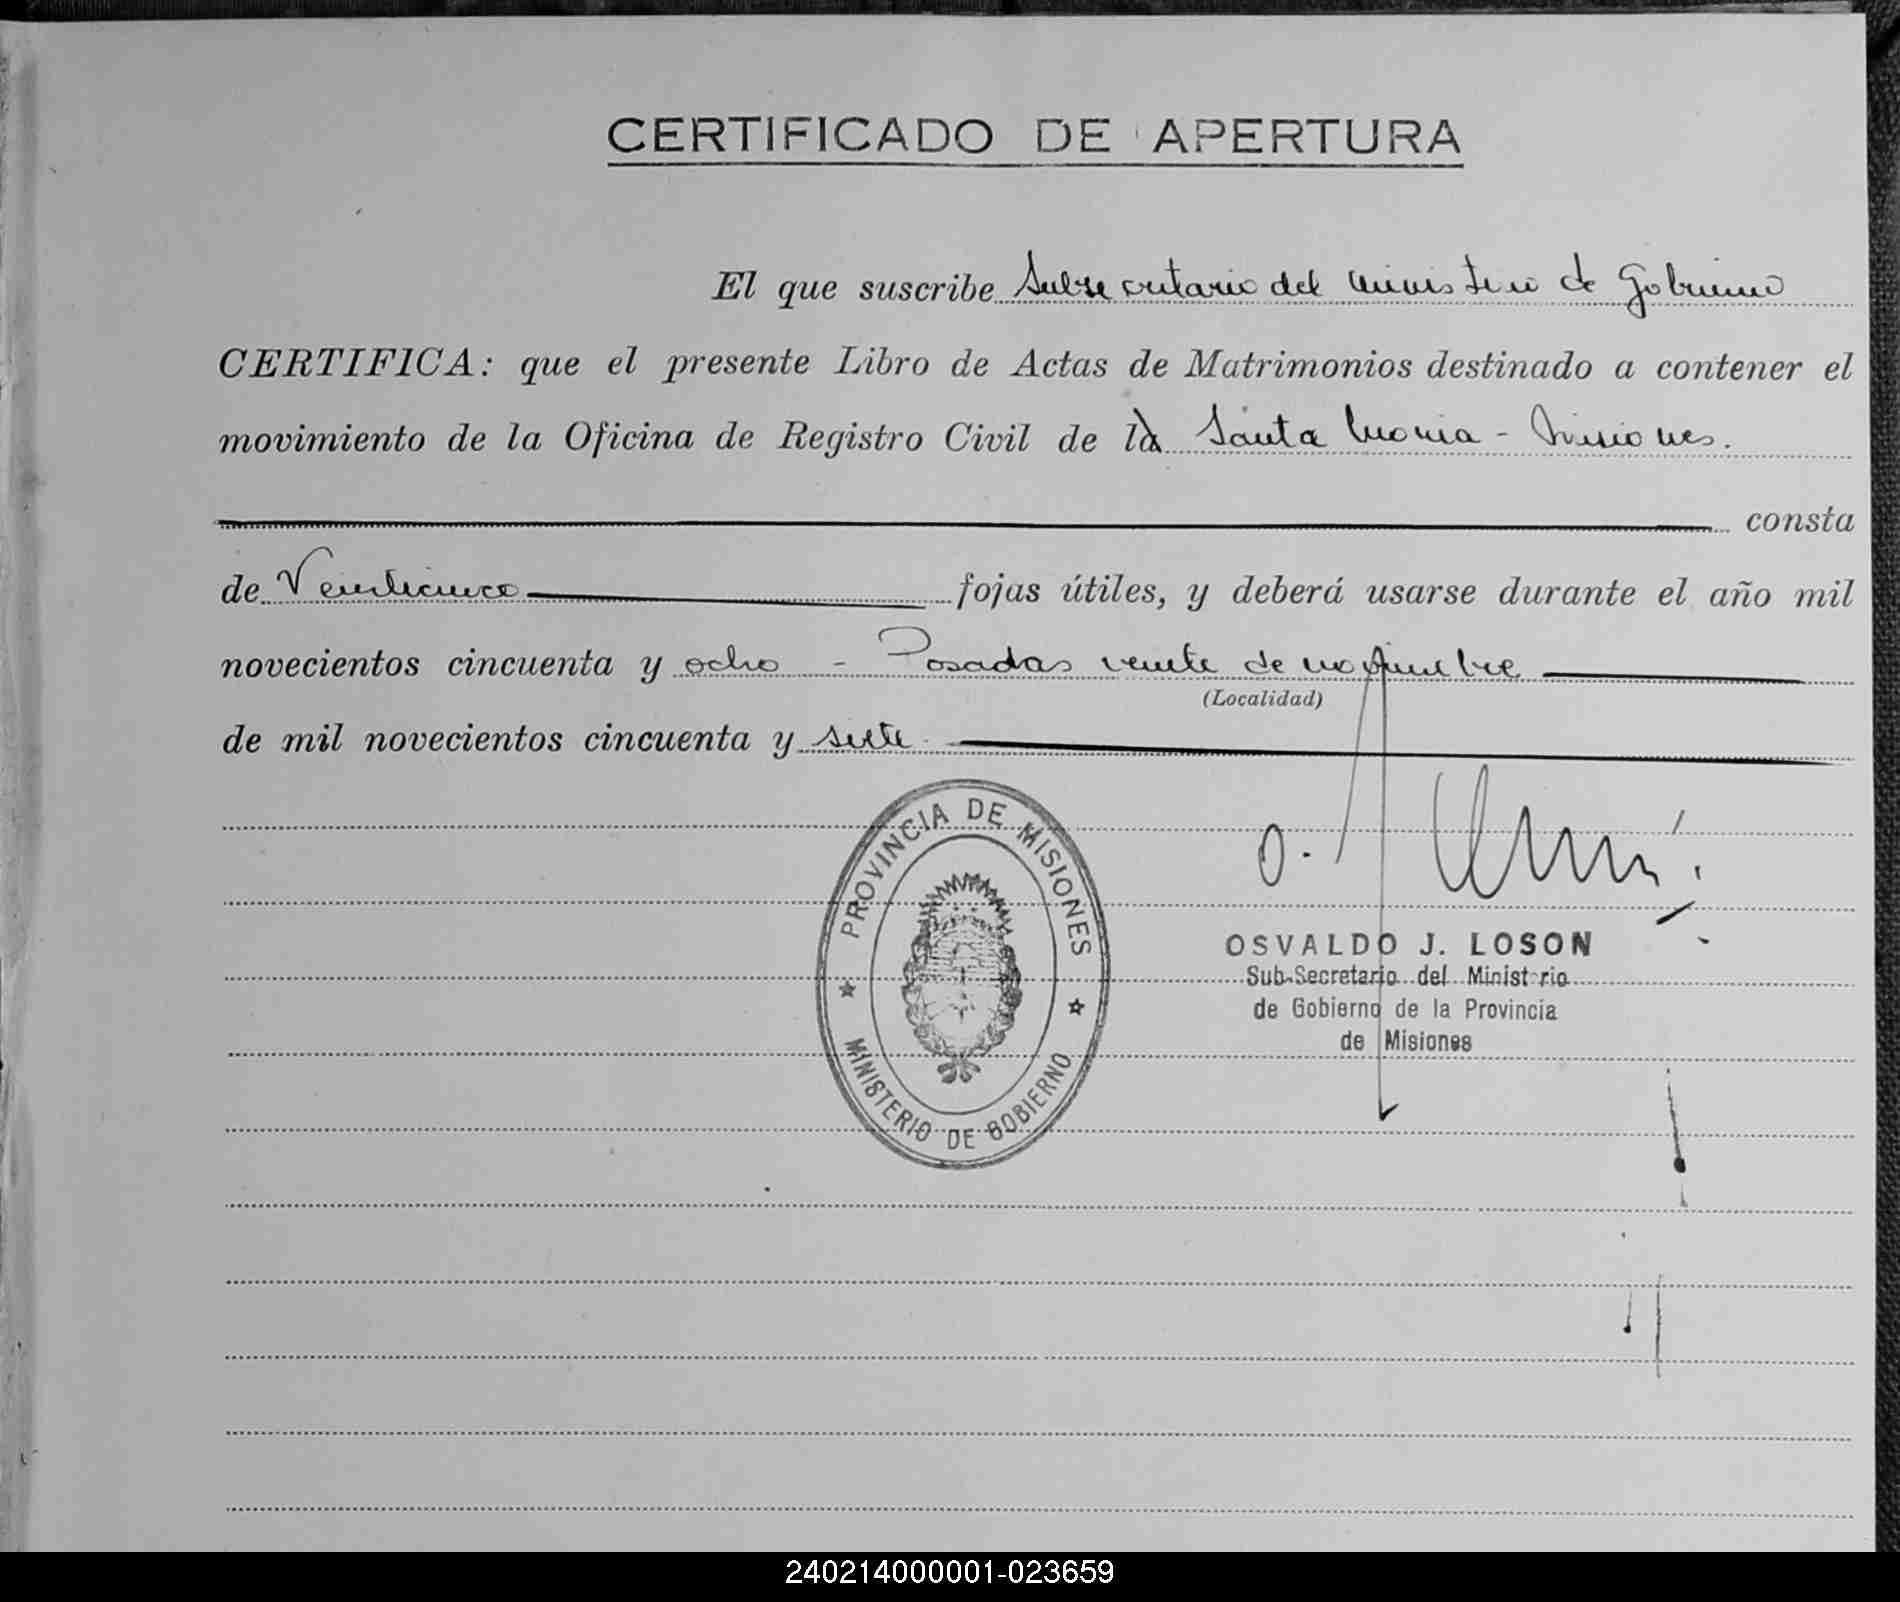 CERTIFICADO DE APERTURA
El que suscribe Subsecretario del Ministerio de Gobierno
CERTIFICA: que el presente Libro de Actas de Matrimonios destinado a contener el
movimiento de la Oficina de Registro Civil de la Santa María - Misiones.
consta
de Veinticinco fojas útiles, y deberá usarse durante el año mil
novecientos cincuenta y ocho - Posadas veinte de noviembre
(Localidad)
de mil novecientos cincuenta y siete.
PROVINCIA DE MISIONES
MINISTERIO DE GOBIERNO
OSVALDO J. LOSON
Sub-Secretario del Ministerio
de Gobierno de la Provincia
de Misiones
240214000001-023659